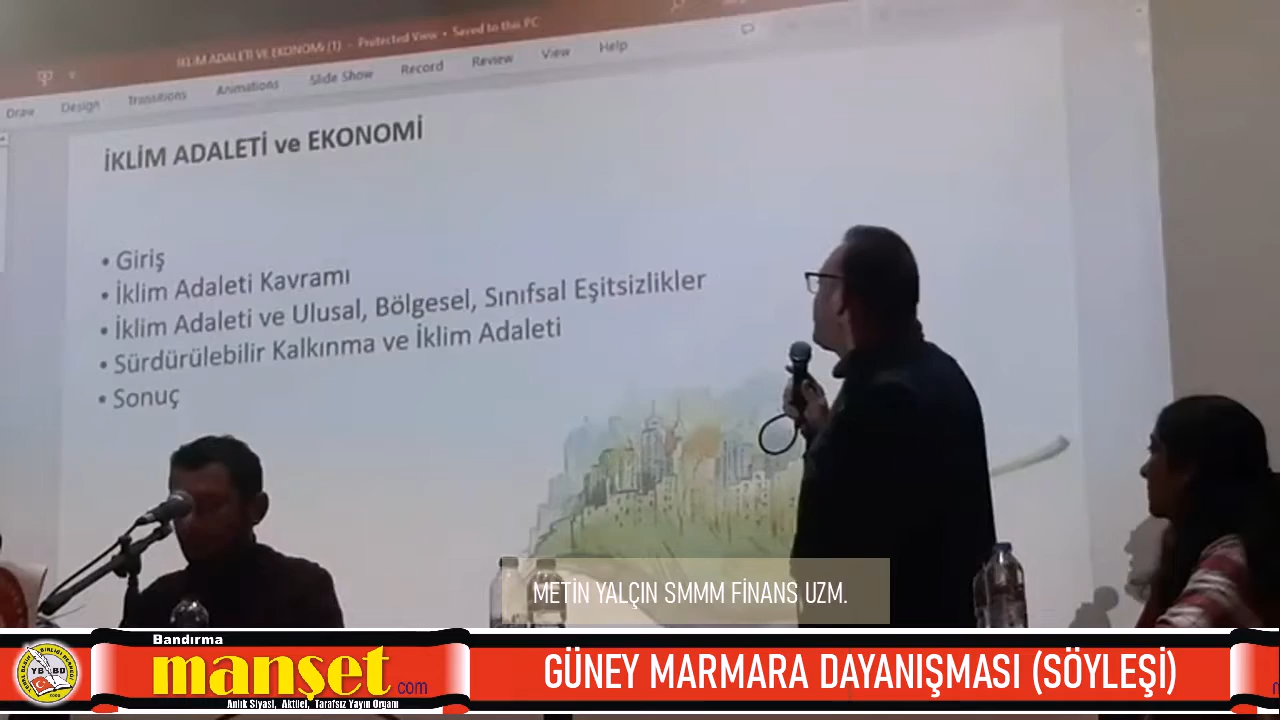 İKLİM ADALETİ VE EKONOMİ (1) - Protected View • Saved to this PC
Draw Design Transitions Animations Slide Show Record Review View Help
İKLİM ADALETİ ve EKONOMİ
• Giriş
• İklim Adaleti Kavramı
• İklim Adaleti ve Ulusal, Bölgesel, Sınıfsal Eşitsizlikler
• Sürdürülebilir Kalkınma ve İklim Adaleti
• Sonuç
METİN YALÇIN SMMM FİNANS UZM.
Bandırma
manşet.com
Anlık Siyasi, Aktüel, Tarafsız Yayın Organı
GÜNEY MARMARA DAYANIŞMASI (SÖYLEŞİ)